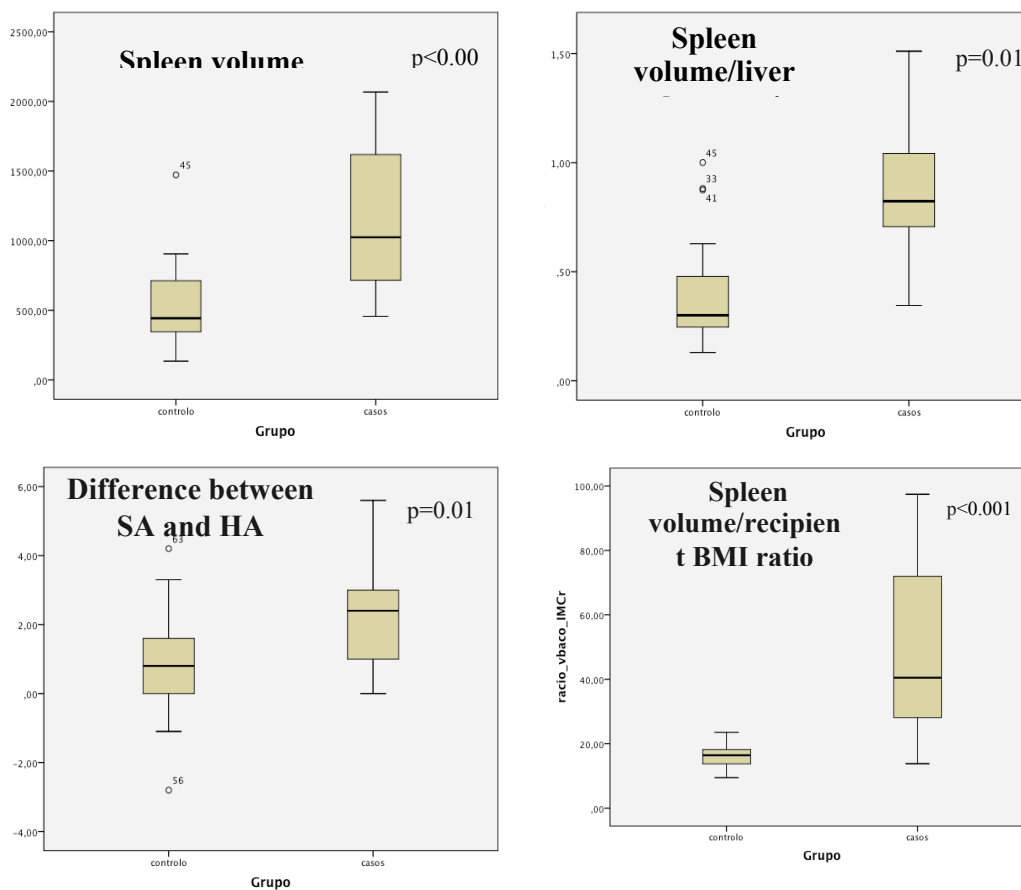 2500,00
2000,00
1500,00
1000,00
500,00
,00
Spleen volume
p<0.00
45
controlo casos
Grupo
1,50
1,00
,50
,00
Spleen
volume/liver
p=0.01
45
33
41
controlo casos
Grupo
6,00
4,00
2,00
,00
-2,00
-4,00
Difference between
SA and HA
p=0.01
63
56
controlo casos
Grupo
racio_vbaco_IMCr
100,00
80,00
60,00
40,00
20,00
,00
Spleen
volume/recipien
t BMI ratio
p<0.001
controlo casos
Grupo